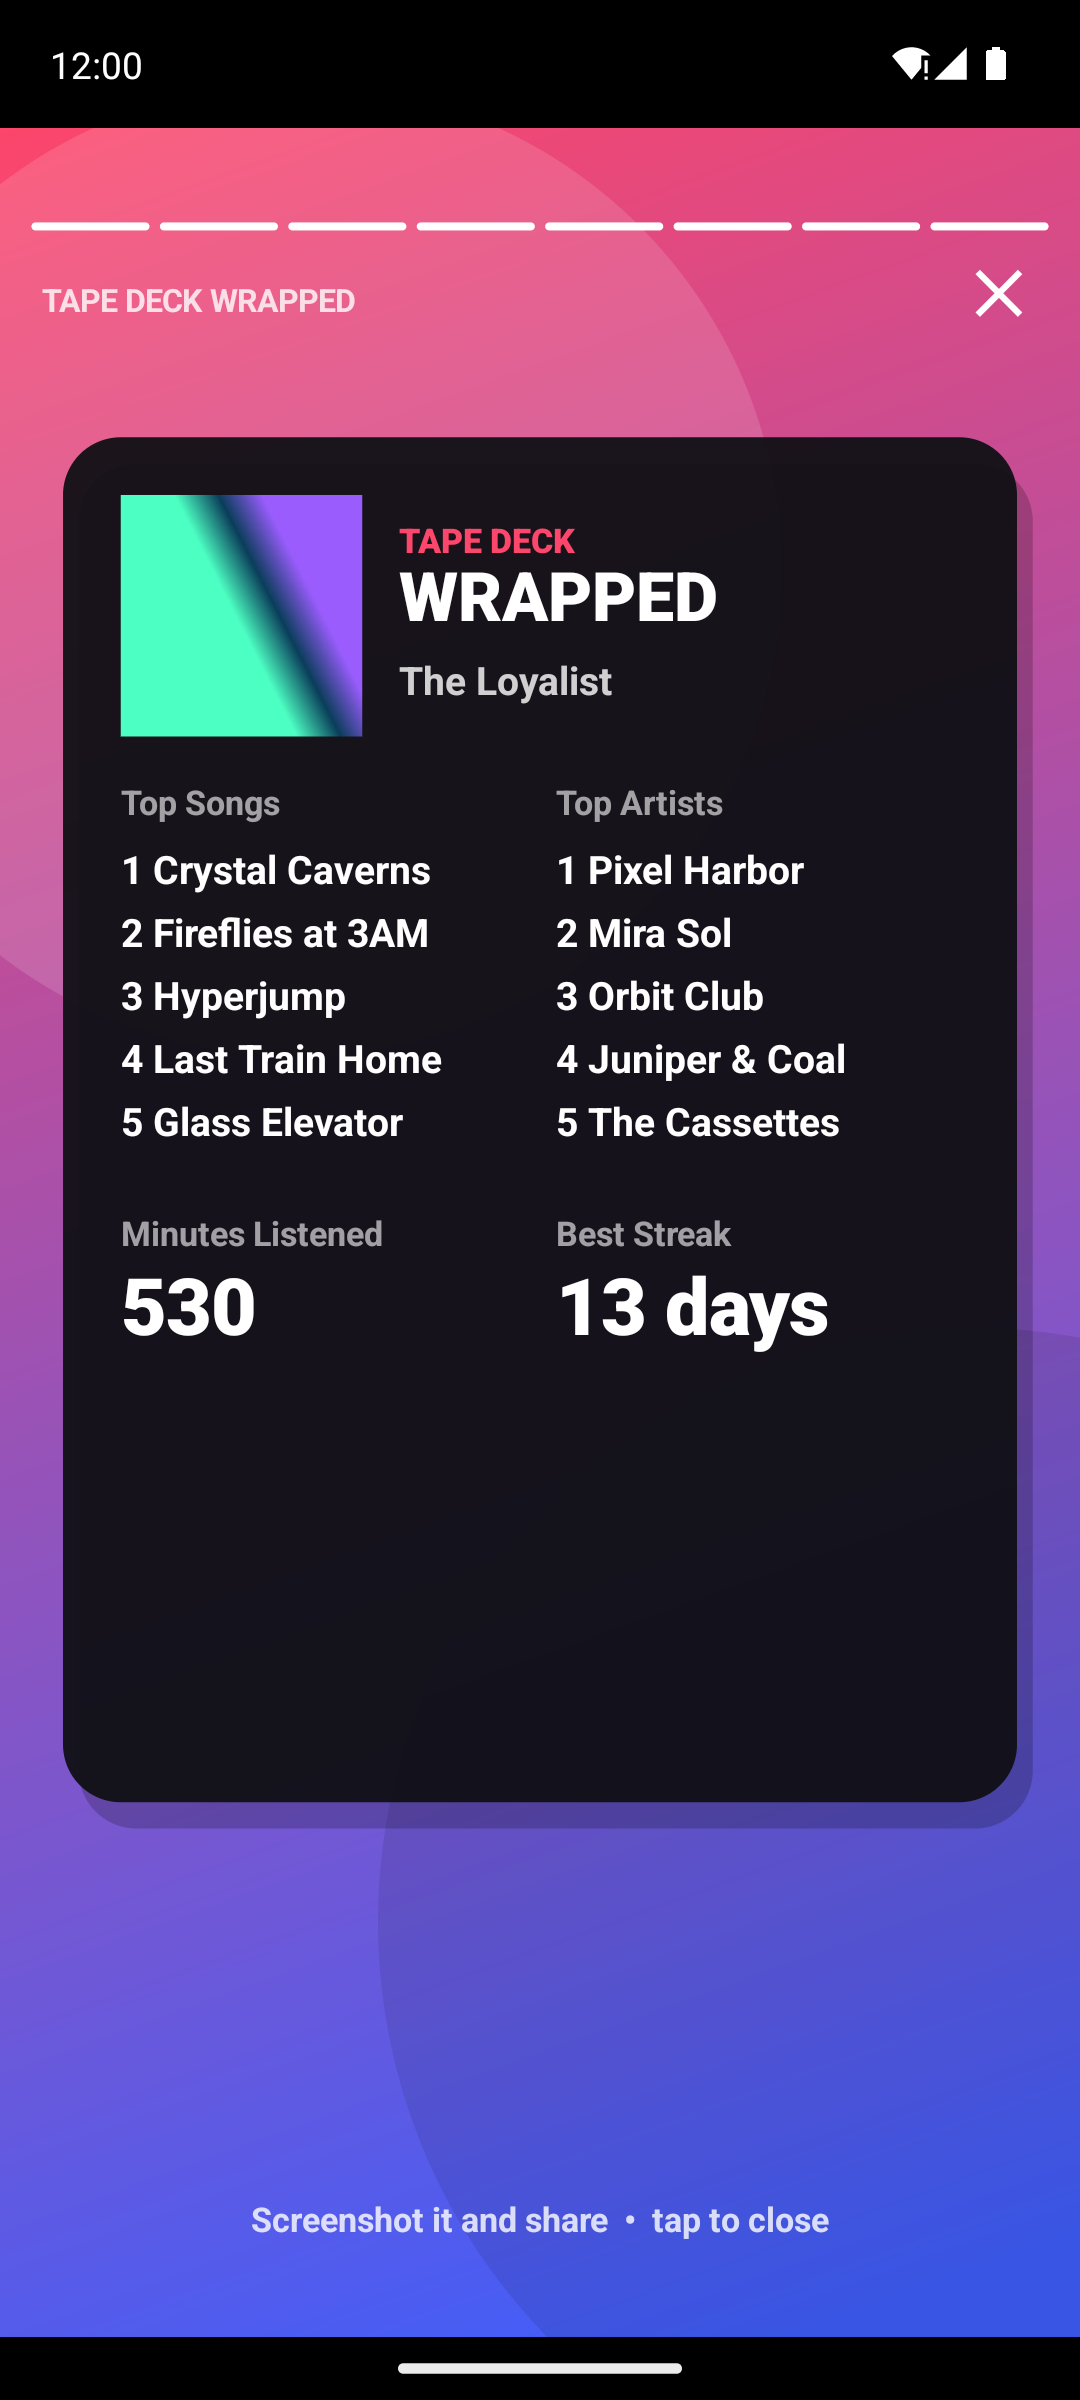 12:00
TAPE DECK WRAPPED
TAPE DECK
WRAPPED
The Loyalist
Top Songs
1 Crystal Caverns
2 Fireflies at 3AM
3 Hyperjump
4 Last Train Home
5 Glass Elevator
Top Artists
1 Pixel Harbor
2 Mira Sol
3 Orbit Club
4 Juniper & Coal
5 The Cassettes
Minutes Listened
530
Best Streak
13 days
Screenshot it and share • tap to close